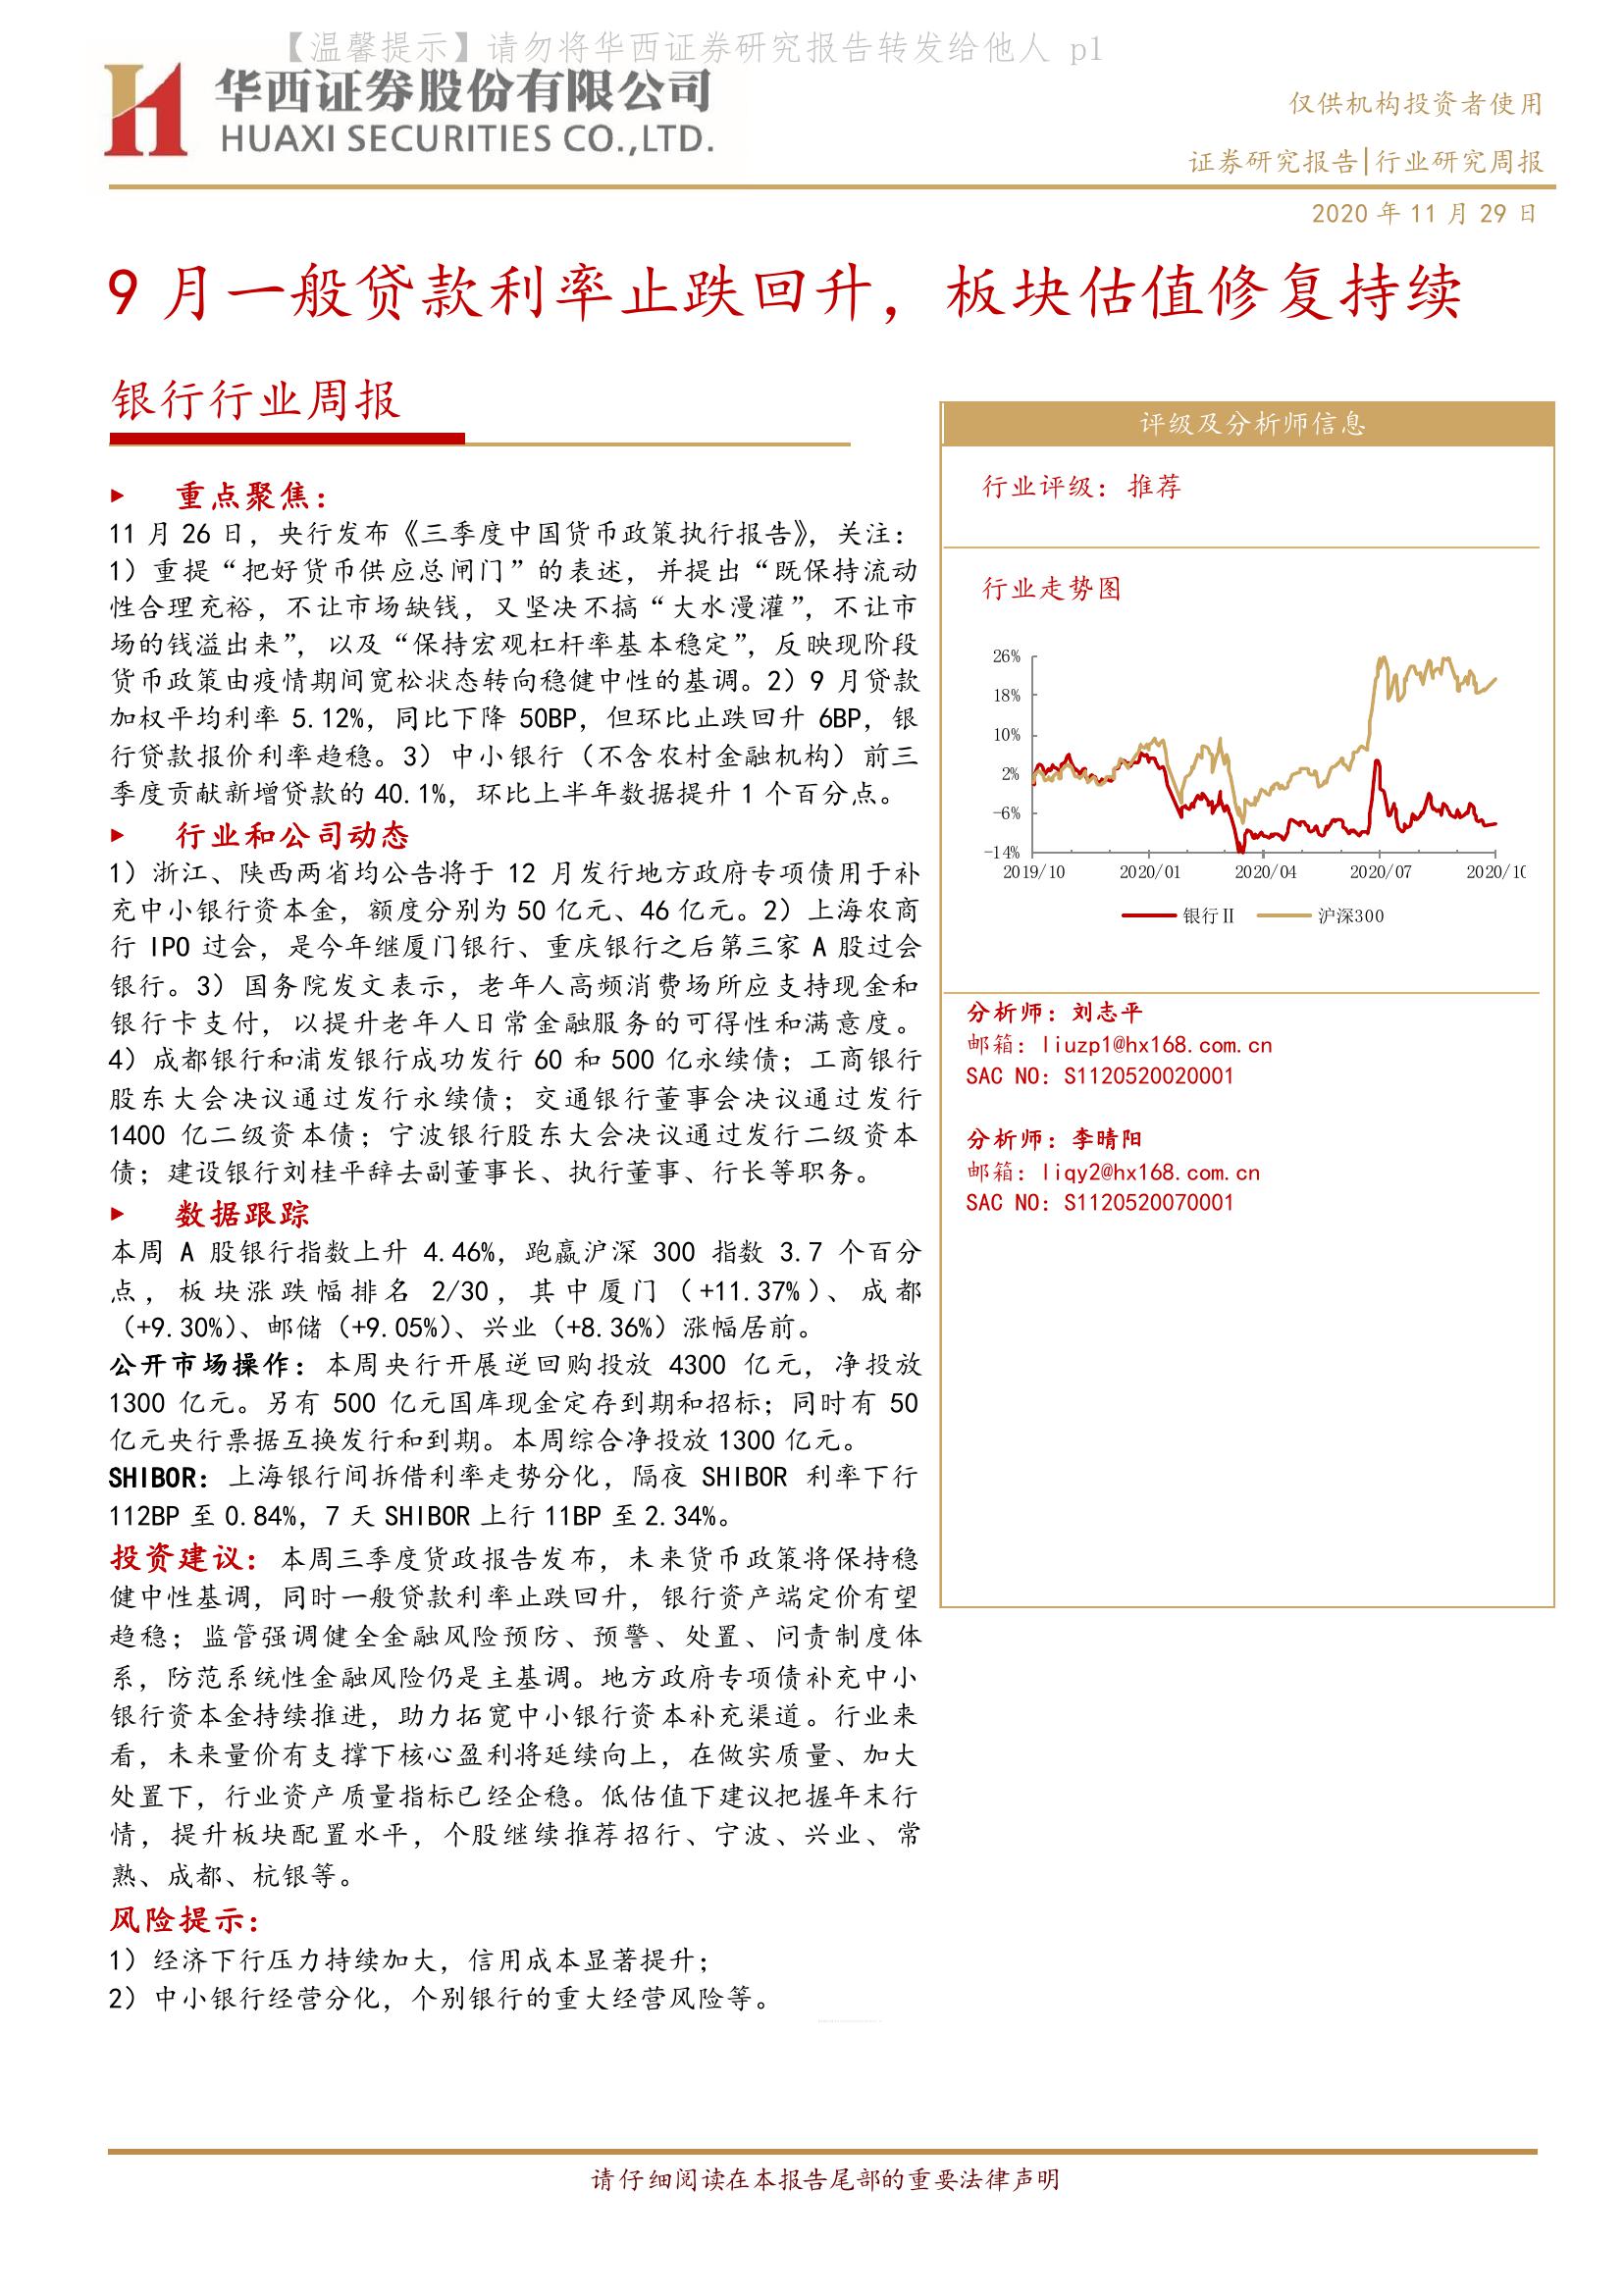 【温馨提示】请勿将华西证券研究报告转发给他人 p1
华西证券股份有限公司
HUAXI SECURITIES CO.,LTD.
仅供机构投资者使用
证券研究报告|行业研究周报
2020 年 11 月 29 日
9 月一般贷款利率止跌回升，板块估值修复持续
银行行业周报
▶ 重点聚焦：
11 月 26 日，央行发布《三季度中国货币政策执行报告》，关注：
1）重提“把好货币供应总闸门”的表述，并提出“既保持流动
性合理充裕，不让市场缺钱，又坚决不搞“大水漫灌”，不让市
场的钱溢出来”，以及“保持宏观杠杆率基本稳定”，反映现阶段
货币政策由疫情期间宽松状态转向稳健中性的基调。2）9 月贷款
加权平均利率 5.12%，同比下降 50BP，但环比止跌回升 6BP，银
行贷款报价利率趋稳。3）中小银行（不含农村金融机构）前三
季度贡献新增贷款的 40.1%，环比上半年数据提升 1 个百分点。
▶ 行业和公司动态
1）浙江、陕西两省均公告将于 12 月发行地方政府专项债用于补
充中小银行资本金，额度分别为 50 亿元、46 亿元。2）上海农商
行 IPO 过会，是今年继厦门银行、重庆银行之后第三家 A 股过会
银行。3）国务院发文表示，老年人高频消费场所应支持现金和
银行卡支付，以提升老年人日常金融服务的可得性和满意度。
4）成都银行和浦发银行成功发行 60 和 500 亿永续债；工商银行
股东大会决议通过发行永续债；交通银行董事会决议通过发行
1400 亿二级资本债；宁波银行股东大会决议通过发行二级资本
债；建设银行刘桂平辞去副董事长、执行董事、行长等职务。
▶ 数据跟踪
本周 A 股银行指数上升 4.46%，跑赢沪深 300 指数 3.7 个百分
点，板块涨跌幅排名 2/30，其中厦门（+11.37%）、成都
（+9.30%）、邮储（+9.05%）、兴业（+8.36%）涨幅居前。
公开市场操作：本周央行开展逆回购投放 4300 亿元，净投放
1300 亿元。另有 500 亿元国库现金定存到期和招标；同时有 50
亿元央行票据互换发行和到期。本周综合净投放 1300 亿元。
SHIBOR：上海银行间拆借利率走势分化，隔夜 SHIBOR 利率下行
112BP 至 0.84%，7 天 SHIBOR 上行 11BP 至 2.34%。
投资建议：本周三季度货政报告发布，未来货币政策将保持稳
健中性基调，同时一般贷款利率止跌回升，银行资产端定价有望
趋稳；监管强调健全金融风险预防、预警、处置、问责制度体
系，防范系统性金融风险仍是主基调。地方政府专项债补充中小
银行资本金持续推进，助力拓宽中小银行资本补充渠道。行业来
看，未来量价有支撑下核心盈利将延续向上，在做实质量、加大
处置下，行业资产质量指标已经企稳。低估值下建议把握年末行
情，提升板块配置水平，个股继续推荐招行、宁波、兴业、常
熟、成都、杭银等。
风险提示：
1）经济下行压力持续加大，信用成本显著提升；
2）中小银行经营分化，个别银行的重大经营风险等。
评级及分析师信息
行业评级：推荐
行业走势图
26%
18%
10%
2%
-6%
-14%
2019/10 2020/01 2020/04 2020/07 2020/10
银行Ⅱ 沪深300
分析师：刘志平
邮箱：liuzp1@hx168.com.cn
SAC NO：S1120520020001
分析师：李晴阳
邮箱：liqy2@hx168.com.cn
SAC NO：S1120520070001
请仔细阅读在本报告尾部的重要法律声明